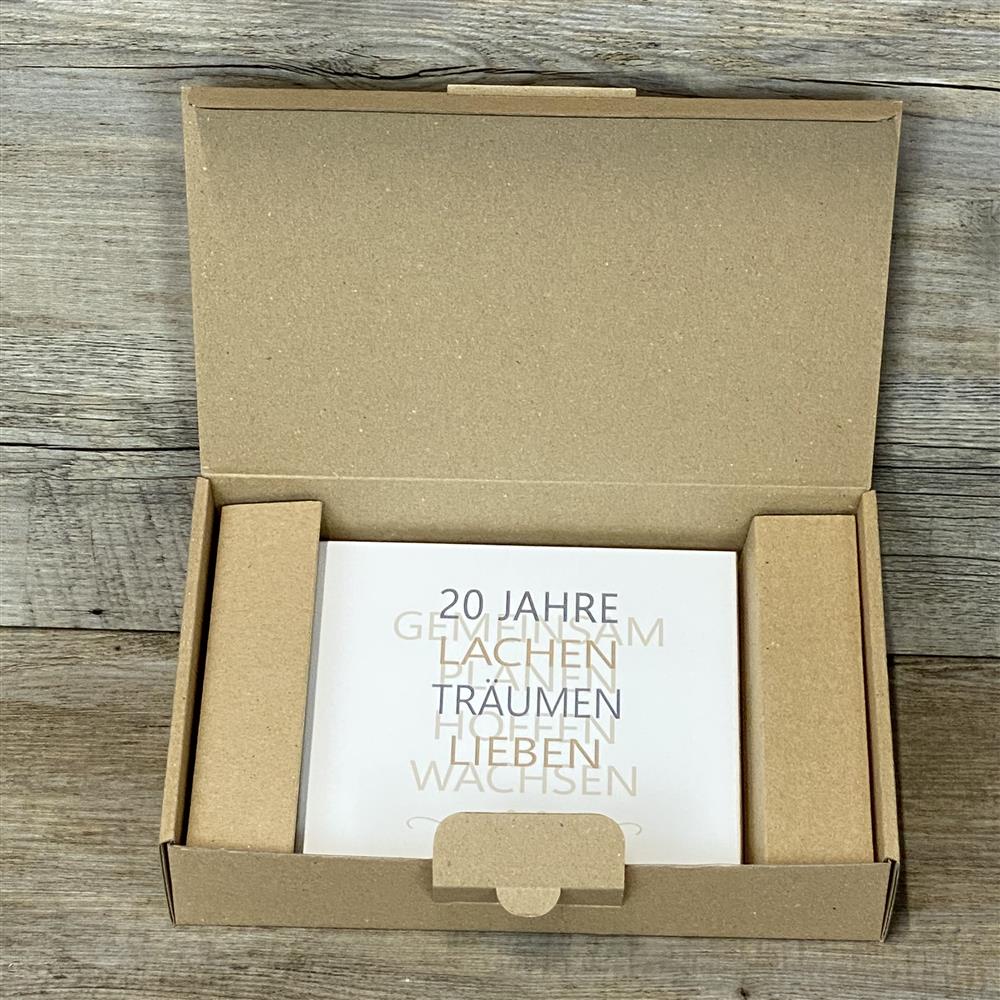 20 JAHRE
GEMEINSAM
LACHEN
PLANEN
TRÄUMEN
HOFFEN
LIEBEN
WACHSEN